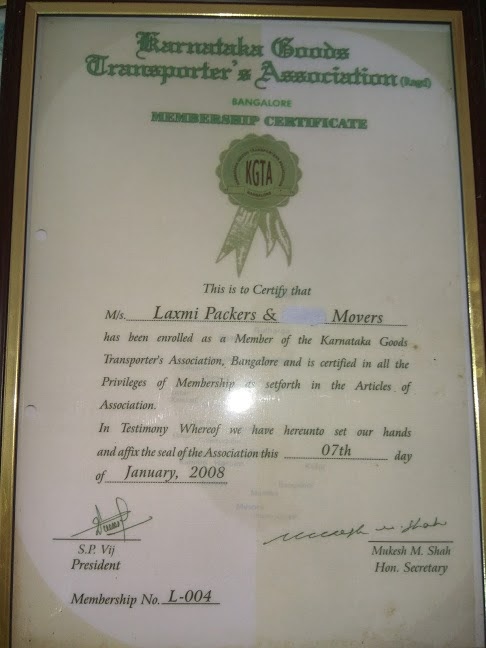 Karnataka Goods
Transporter's Association (Regd)
BANGALORE
MEMBERSHIP CERTIFICATE
KGTA
This is to Certify that
M/s. Laxmi Packers & Movers
has been enrolled as a Member of the Karnataka Goods
Transporter's Association, Bangalore and is certified in all the
Privileges of Membership as setforth in the Articles of
Association.
In Testimony Whereof we have hereunto set our hands
and affix the seal of the Association this 07th day
of January, 2008
S.P. Vij
President
Mukesh M. Shah
Mukesh M. Shah
Hon. Secretary
Membership No. L-004